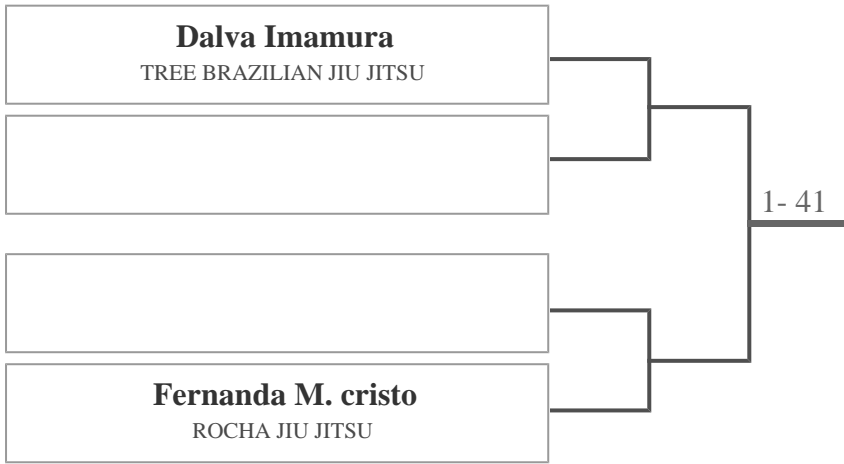 Dalva Imamura
TREE BRAZILIAN JIU JITSU
1- 41
Fernanda M. cristo
ROCHA JIU JITSU